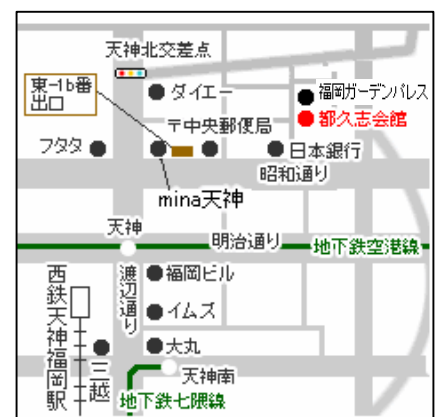 天神北交差点
東-1b番
出口
ダイエー
福岡ガーデンパレス
都久志会館
〒中央郵便局
フタタ
日本銀行
昭和通り
mina天神
天神
明治通り
地下鉄空港線
西鉄天神福岡駅
渡辺通り
福岡ビル
イムズ
三越
大丸
天神南
地下鉄七隈線